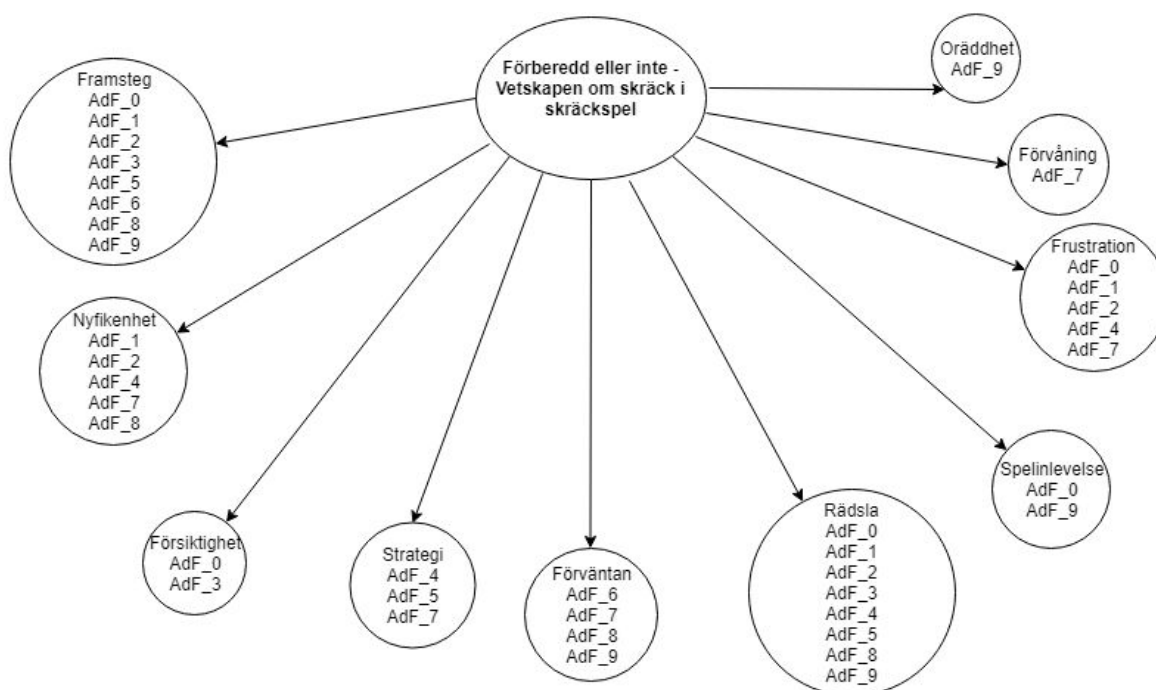 Förberedd eller inte -
Vetskapen om skräck i
skräckspel
Framsteg
AdF_0
AdF_1
AdF_2
AdF_3
AdF_5
AdF_6
AdF_8
AdF_9
Nyfikenhet
AdF_1
AdF_2
AdF_4
AdF_7
AdF_8
Försiktighet
AdF_0
AdF_3
Strategi
AdF_4
AdF_5
AdF_7
Förväntan
AdF_6
AdF_7
AdF_8
AdF_9
Rädsla
AdF_0
AdF_1
AdF_2
AdF_3
AdF_4
AdF_5
AdF_8
AdF_9
Spelinlevelse
AdF_0
AdF_9
Frustration
AdF_0
AdF_1
AdF_2
AdF_4
AdF_7
Förvåning
AdF_7
Oräddhet
AdF_9